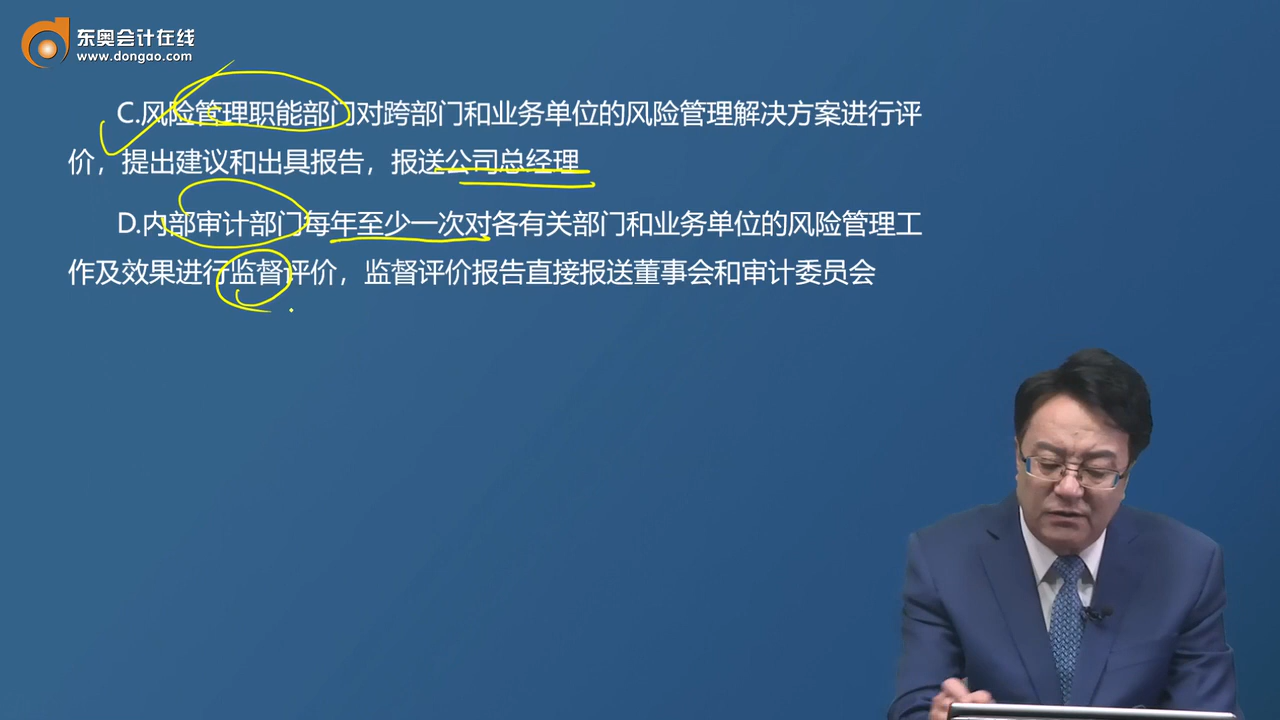 东奥会计在线
www.dongao.com
C.风险管理职能部门对跨部门和业务单位的风险管理解决方案进行评
价，提出建议和出具报告，报送公司总经理
D.内部审计部门每年至少一次对各有关部门和业务单位的风险管理工
作及效果进行监督评价，监督评价报告直接报送董事会和审计委员会